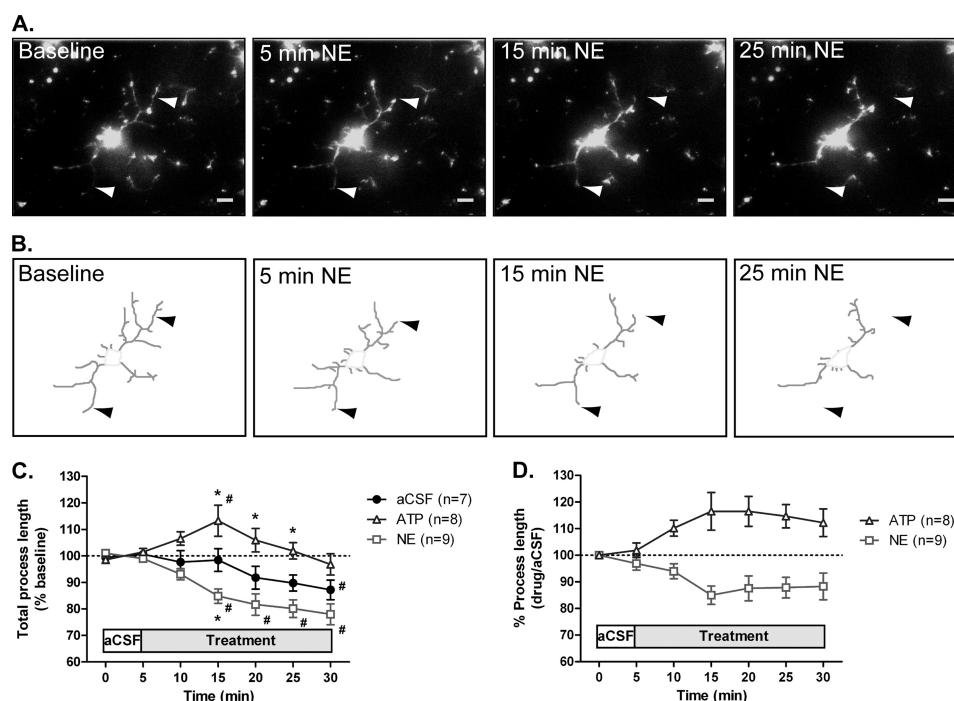 A.
Baseline
5 min NE
15 min NE
25 min NE
B.
Baseline
5 min NE
15 min NE
25 min NE
C.
Total process length
(% baseline)
130
120
110
100
90
80
70
60
* #
*
*
#
* #
#
#
#
aCSF
Treatment
0 5 10 15 20 25 30
Time (min)
aCSF (n=7)
ATP (n=8)
NE (n=9)
D.
% Process length
(drug/aCSF)
130
120
110
100
90
80
70
60
aCSF
Treatment
0 5 10 15 20 25 30
Time (min)
ATP (n=8)
NE (n=9)